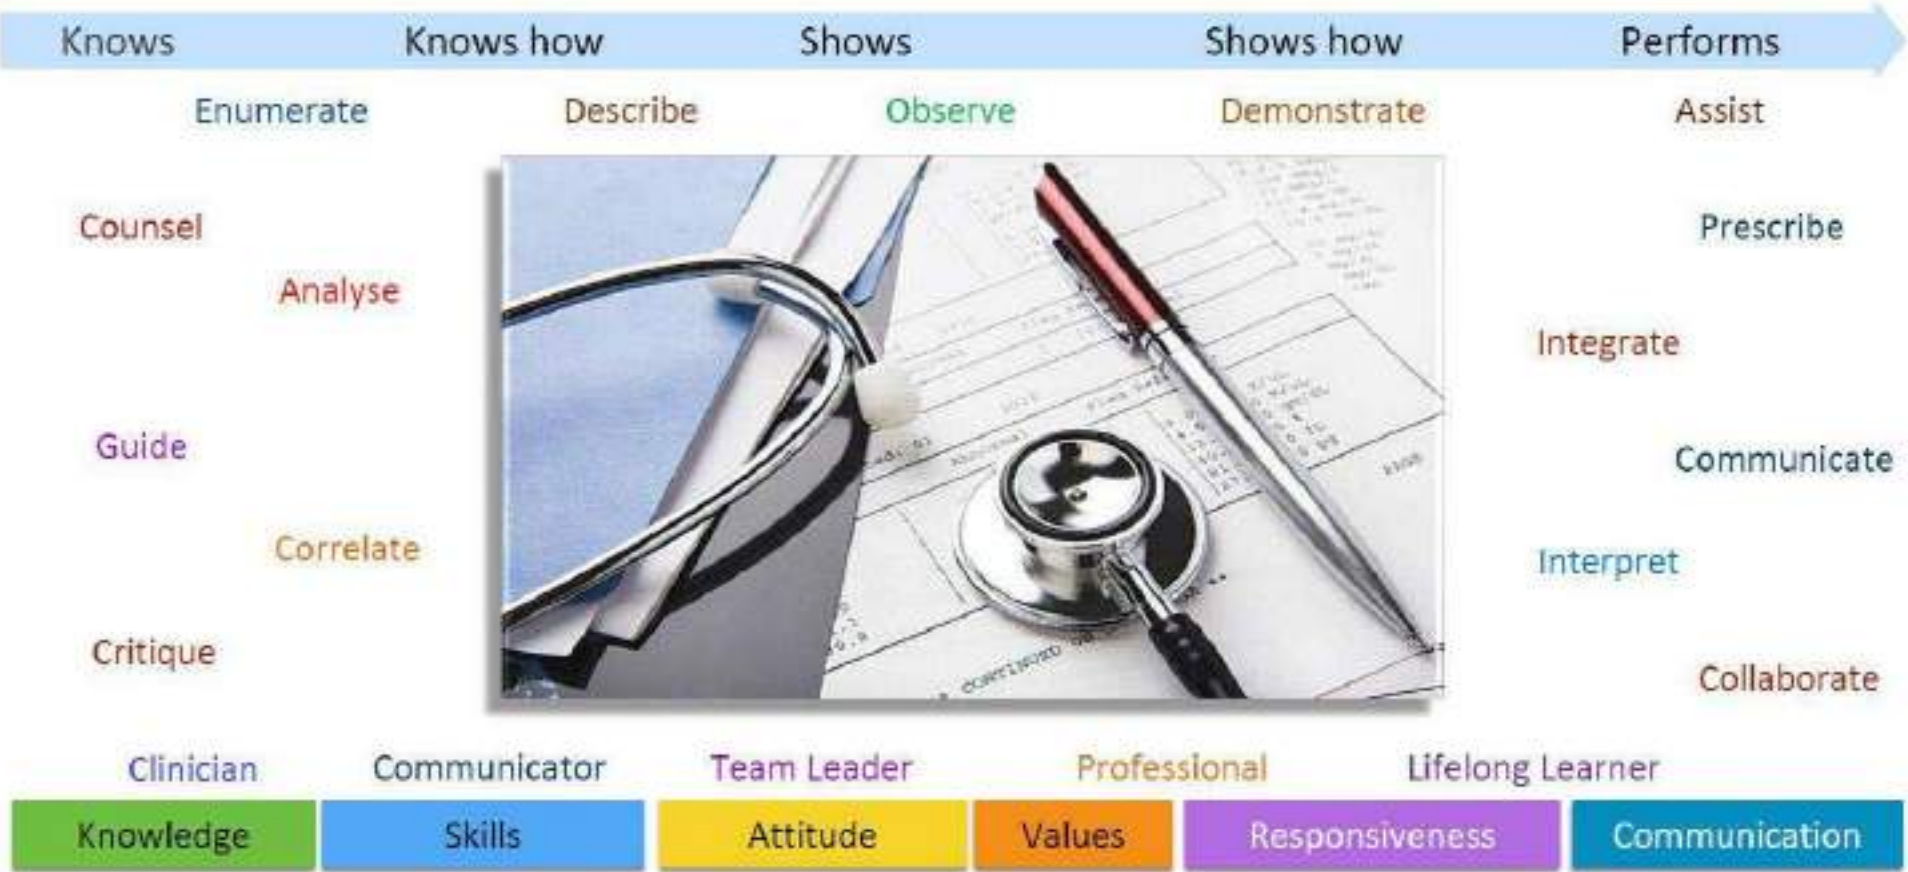 Knows Knows how Shows Shows how Performs
Enumerate Describe Observe Demonstrate Assist
Counsel Prescribe
Analyse
Integrate
Guide Communicate
Correlate Interpret
Critique
Collaborate
CONTINUED
Clinician Communicator Team Leader Professional Lifelong Learner
Knowledge Skills Attitude Values Responsiveness Communication